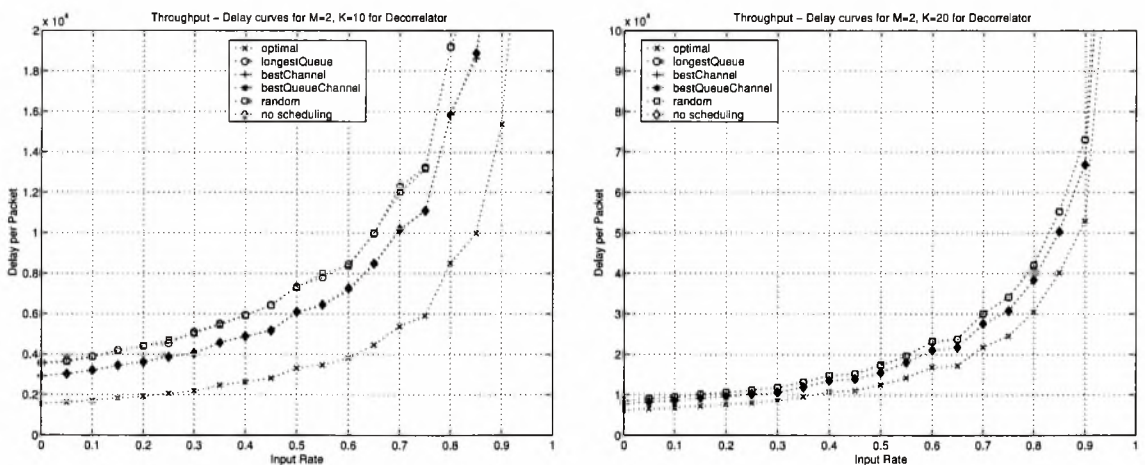 Throughput – Delay curves for M=2, K=10 for Decorrelator
x 10⁴
2
1.8
1.6
1.4
1.2
1
0.8
0.6
0.4
0.2
0
Delay per Packet
optimal
longestQueue
bestChannel
bestQueueChannel
random
no scheduling
0 0.1 0.2 0.3 0.4 0.5 0.6 0.7 0.8 0.9 1
Input Rate
Throughput – Delay curves for M=2, K=20 for Decorrelator
x 10⁴
10
9
8
7
6
5
4
3
2
1
0
Delay per Packet
optimal
longestQueue
bestChannel
bestQueueChannel
random
no scheduling
0 0.1 0.2 0.3 0.4 0.5 0.6 0.7 0.8 0.9 1
Input Rate